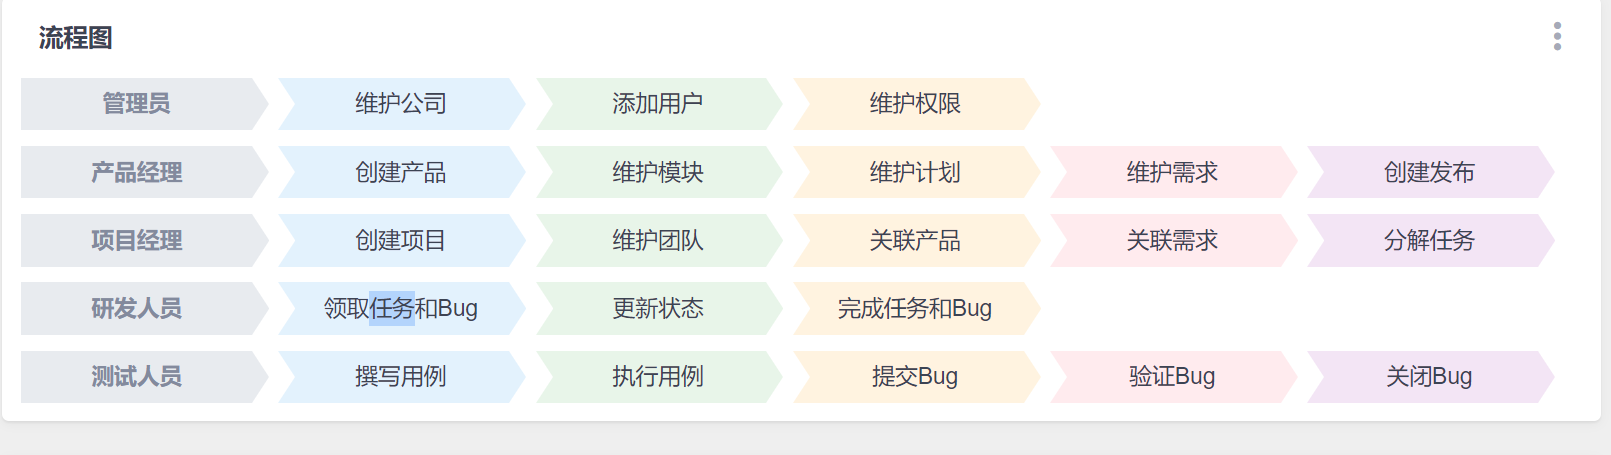 流程图
管理员 维护公司 添加用户 维护权限
产品经理 创建产品 维护模块 维护计划 维护需求 创建发布
项目经理 创建项目 维护团队 关联产品 关联需求 分解任务
研发人员 领取任务和Bug 更新状态 完成任务和Bug
测试人员 撰写用例 执行用例 提交Bug 验证Bug 关闭Bug